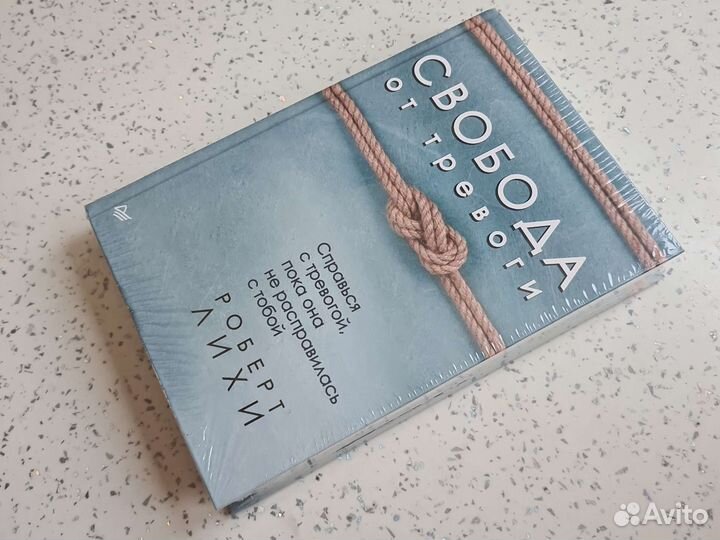 СВОБОДА
от тревоги
Справься
с тревогой,
пока она
не расправилась
с тобой
РОБЕРТ
ЛИХИ
Avito